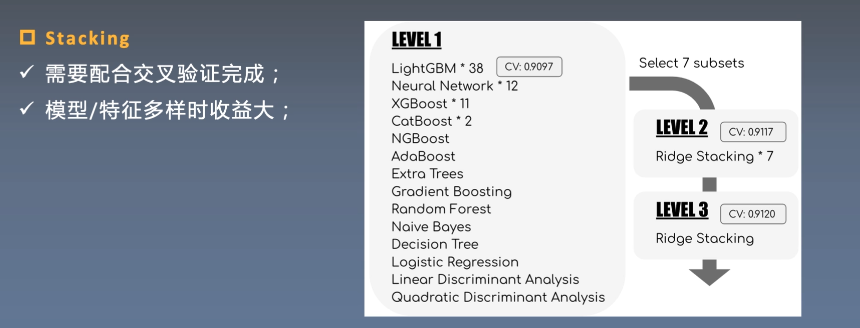 Stacking
需要配合交叉验证完成；
模型/特征多样时收益大；
LEVEL 1
LightGBM * 38 CV: 0.9097
Neural Network * 12
XGBoost * 11
CatBoost * 2
NGBoost
AdaBoost
Extra Trees
Gradient Boosting
Random Forest
Naive Bayes
Decision Tree
Logistic Regression
Linear Discriminant Analysis
Quadratic Discriminant Analysis
Select 7 subsets
LEVEL 2 CV: 0.9117
Ridge Stacking * 7
LEVEL 3 CV: 0.9120
Ridge Stacking